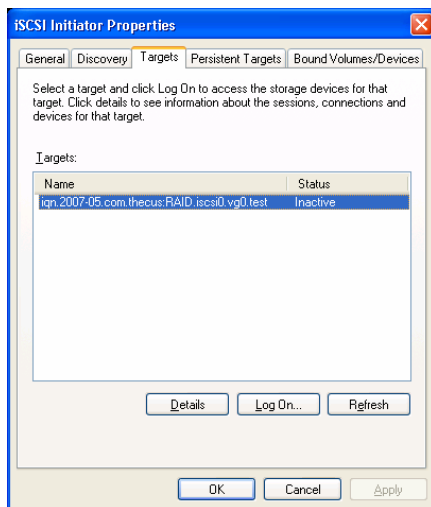 iSCSI Initiator Properties
General Discovery Targets Persistent Targets Bound Volumes/Devices
Select a target and click Log On to access the storage devices for that
target. Click details to see information about the sessions, connections and
devices for that target.
Targets:
Name Status
iqn.2007-05.com.thecus:RAID.iscsi0.vg0.test Inactive
Details Log On... Refresh
OK Cancel Apply